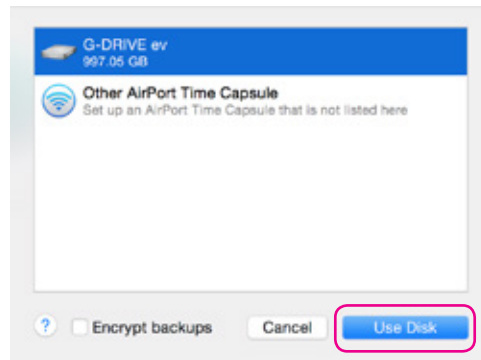 G-DRIVE ev
997.05 GB
Other AirPort Time Capsule
Set up an AirPort Time Capsule that is not listed here
? Encrypt backups Cancel Use Disk